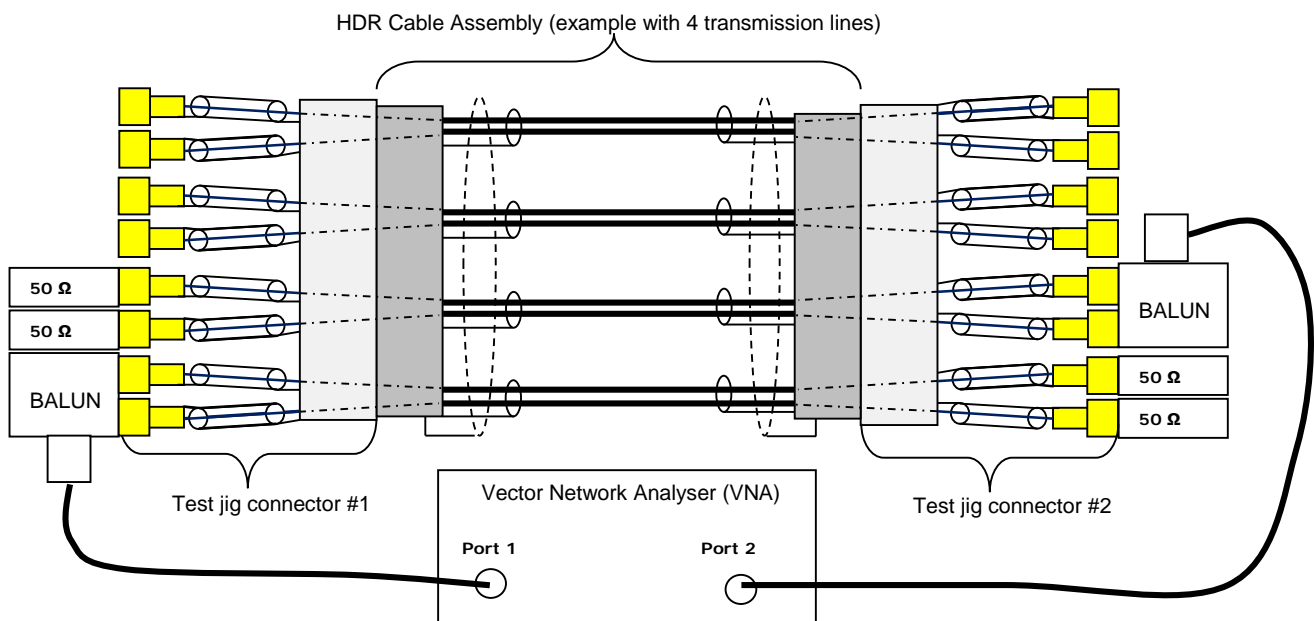 HDR Cable Assembly (example with 4 transmission lines)
50 Ω
50 Ω
BALUN
BALUN
50 Ω
50 Ω
Test jig connector #1
Vector Network Analyser (VNA)
Test jig connector #2
Port 1
Port 2